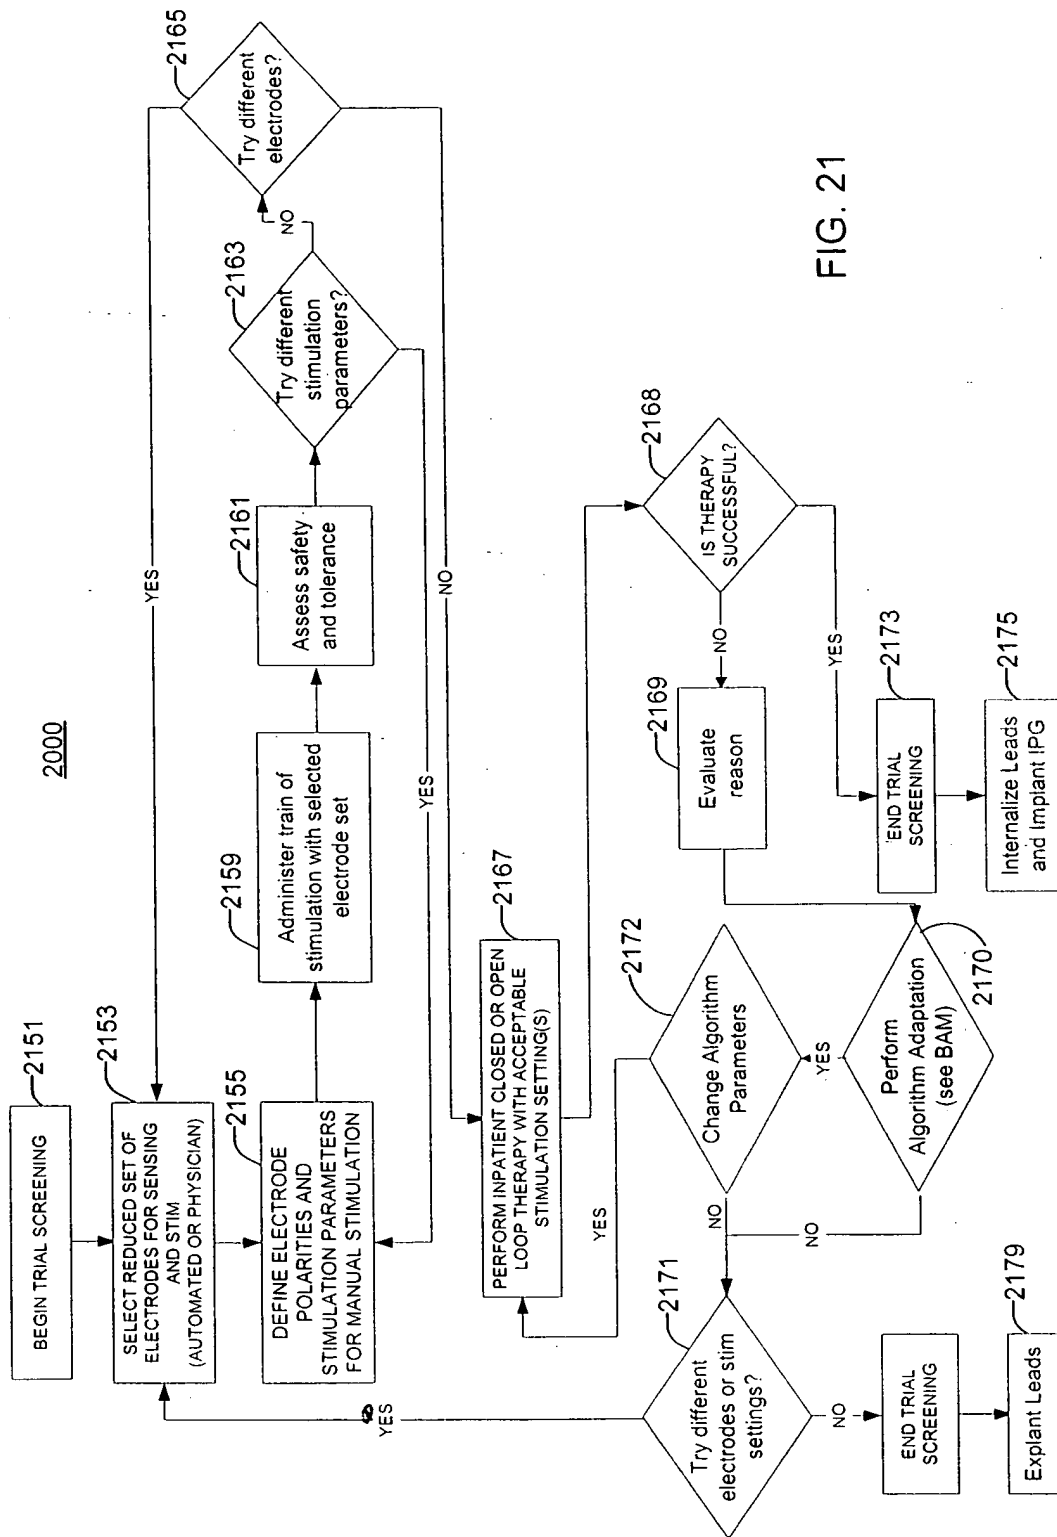 2000
BEGIN TRIAL SCREENING
2151
SELECT REDUCED SET OF
ELECTRODES FOR SENSING
AND STIM
(AUTOMATED OR PHYSICIAN)
2153
DEFINE ELECTRODE
POLARITIES AND
STIMULATION PARAMETERS
FOR MANUAL STIMULATION
2155
Administer train of
stimulation with selected
electrode set
2159
Assess safety
and tolerance
2161
Try different
stimulation
parameters?
2163
NO
YES
Try different
electrodes?
2165
YES
NO
PERFORM INPATIENT CLOSED OR OPEN
LOOP THERAPY WITH ACCEPTABLE
STIMULATION SETTING(S)
2167
IS THERAPY
SUCCESSFUL?
2168
NO
YES
Evaluate
reason
2169
END TRIAL
SCREENING
2173
Internalize Leads
and Implant IPG
2175
Perform
Algorithm Adaptation
(see BAM)
2170
YES
NO
Change Algorithm
Parameters
2172
YES
NO
Try different
electrodes or stim
settings?
2171
YES
NO
END TRIAL
SCREENING
Explant Leads
2179
FIG. 21